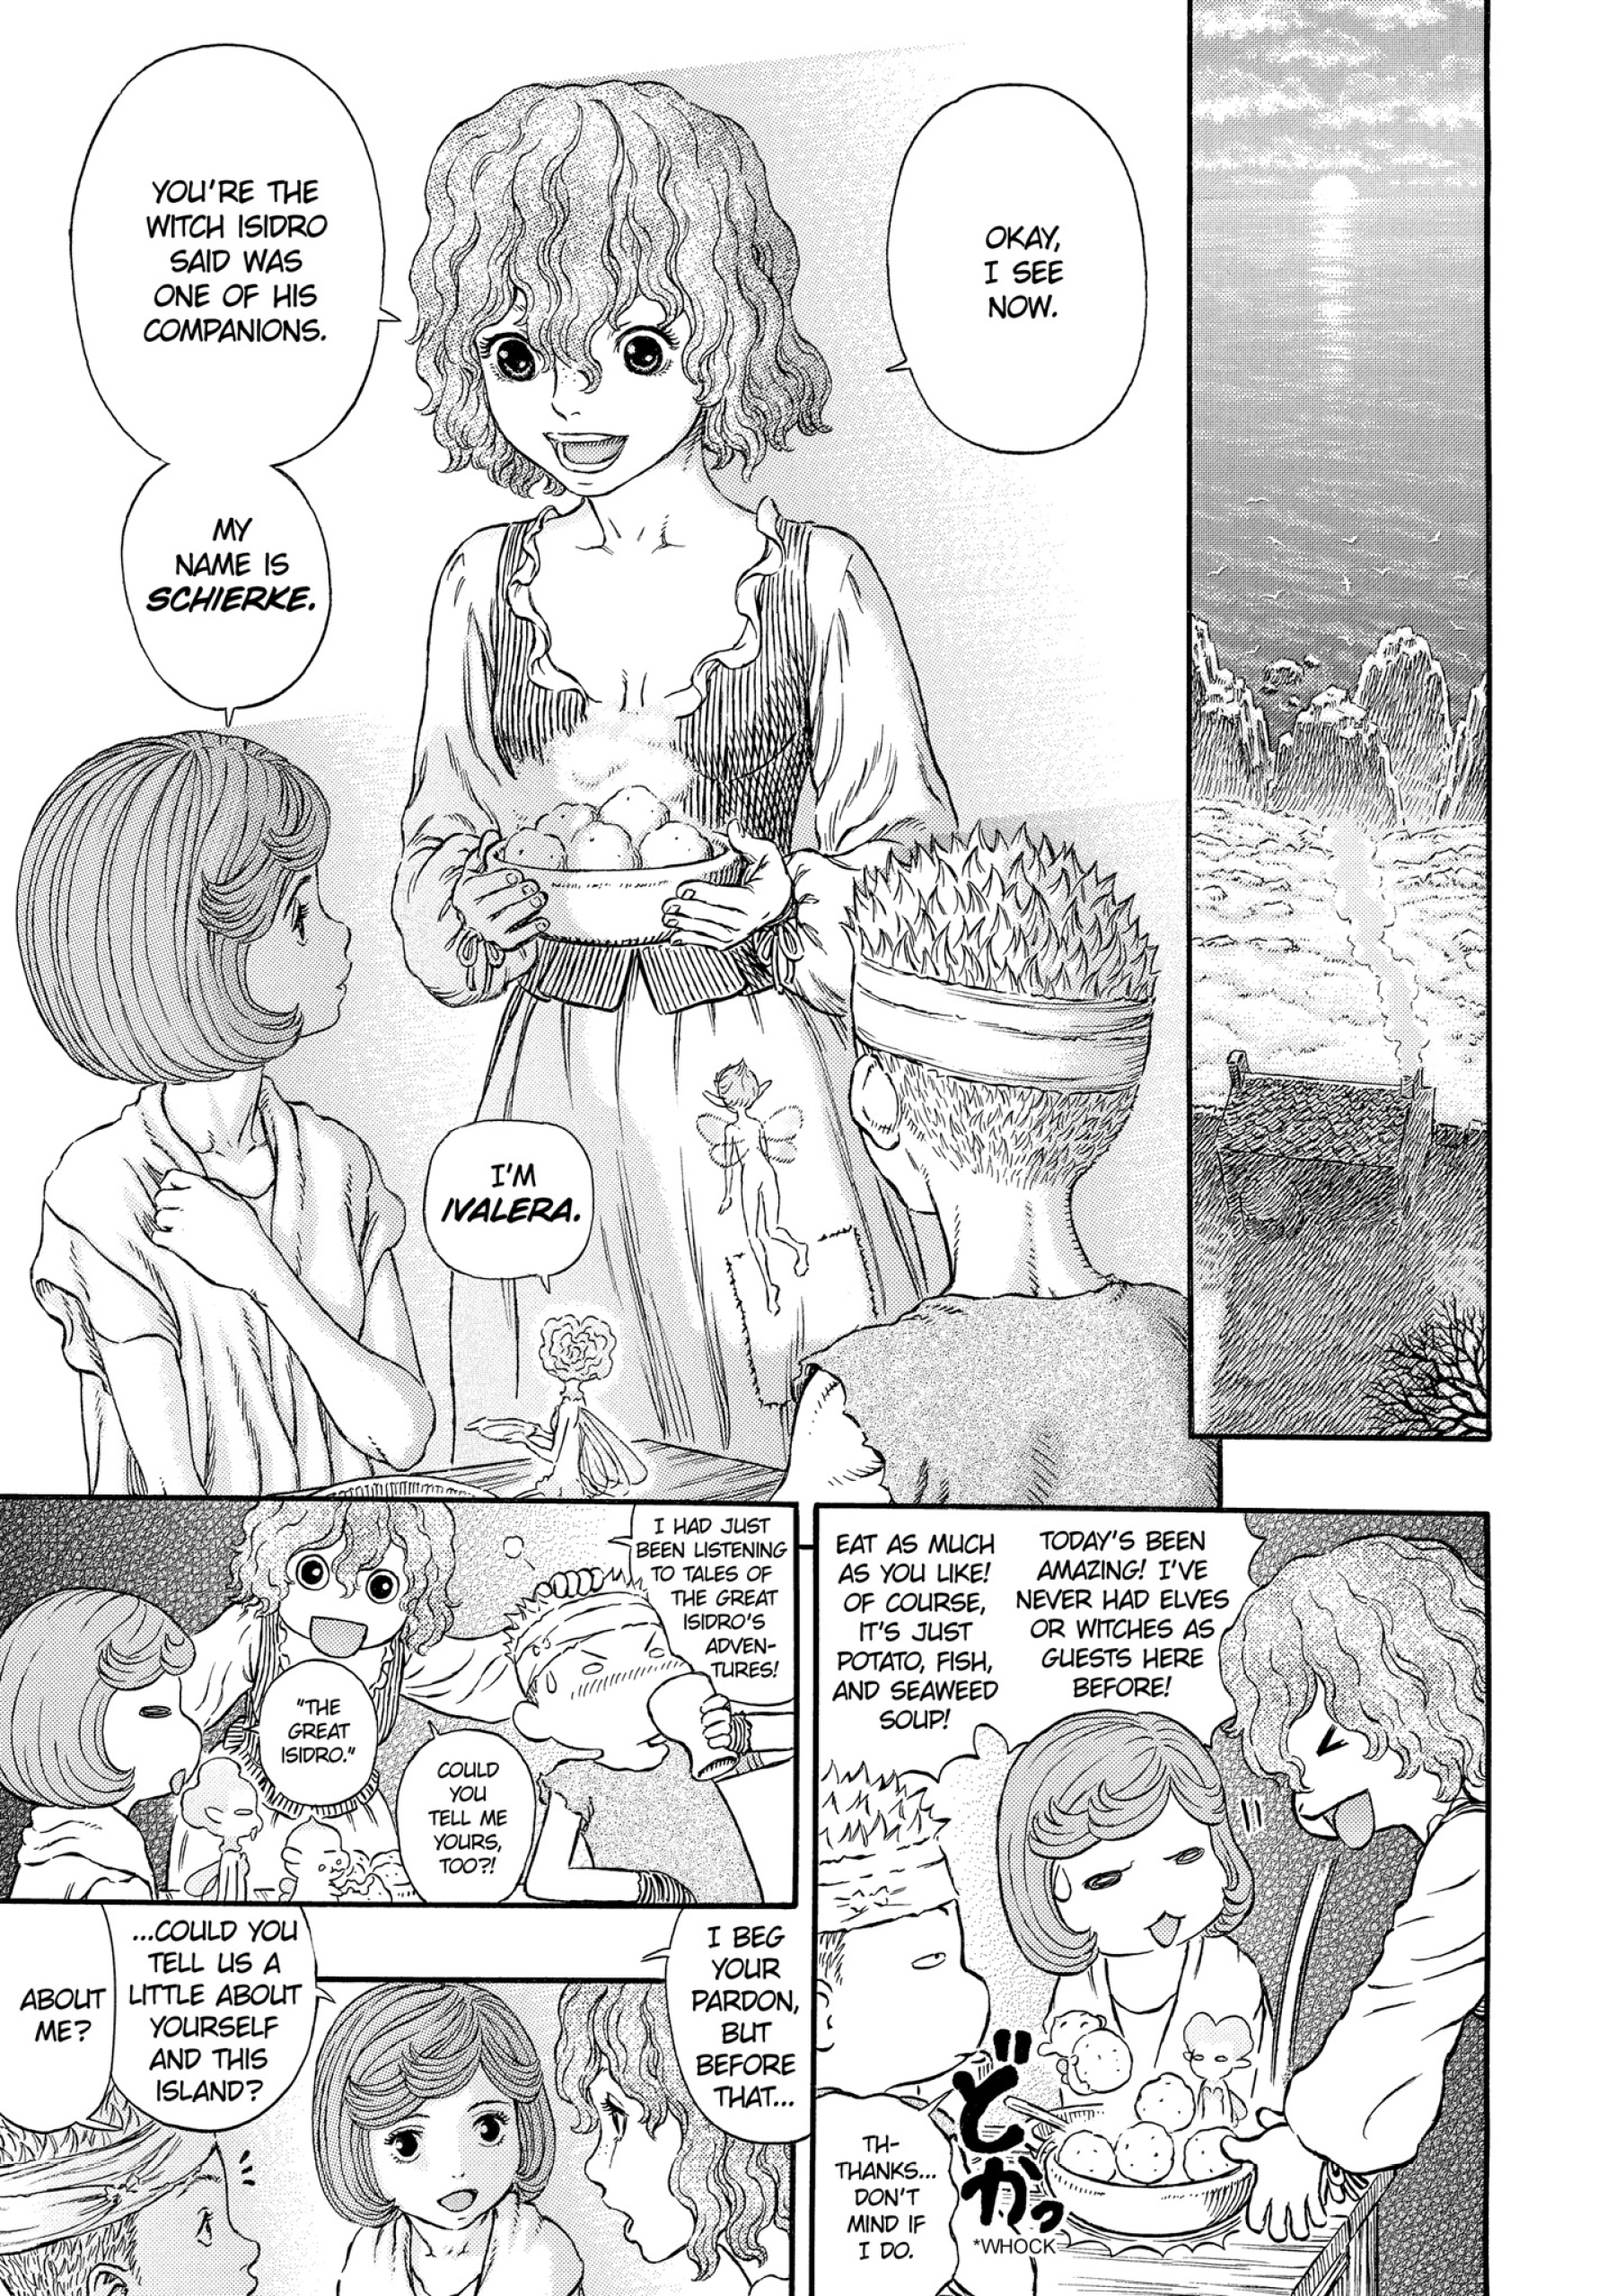 OKAY,
I SEE
NOW.
YOU'RE THE
WITCH ISIDRO
SAID WAS
ONE OF HIS
COMPANIONS.
MY
NAME IS
SCHIERKE.
I'M
IVALERA.
TODAY'S BEEN
AMAZING! I'VE
NEVER HAD ELVES
OR WITCHES AS
GUESTS HERE
BEFORE!
EAT AS MUCH
AS YOU LIKE!
OF COURSE,
IT'S JUST
POTATO, FISH,
AND SEAWEED
SOUP!
ドカッ
*WHOCK
TH-
THANKS...
DON'T
MIND IF
I DO.
I HAD JUST
BEEN LISTENING
TO TALES OF
THE GREAT
ISIDRO'S
ADVEN-
TURES!
COULD
YOU
TELL ME
YOURS,
TOO?!
"THE
GREAT
ISIDRO."
I BEG
YOUR
PARDON,
BUT
BEFORE
THAT...
...COULD YOU
TELL US A
LITTLE ABOUT
YOURSELF
AND THIS
ISLAND?
ABOUT
ME?